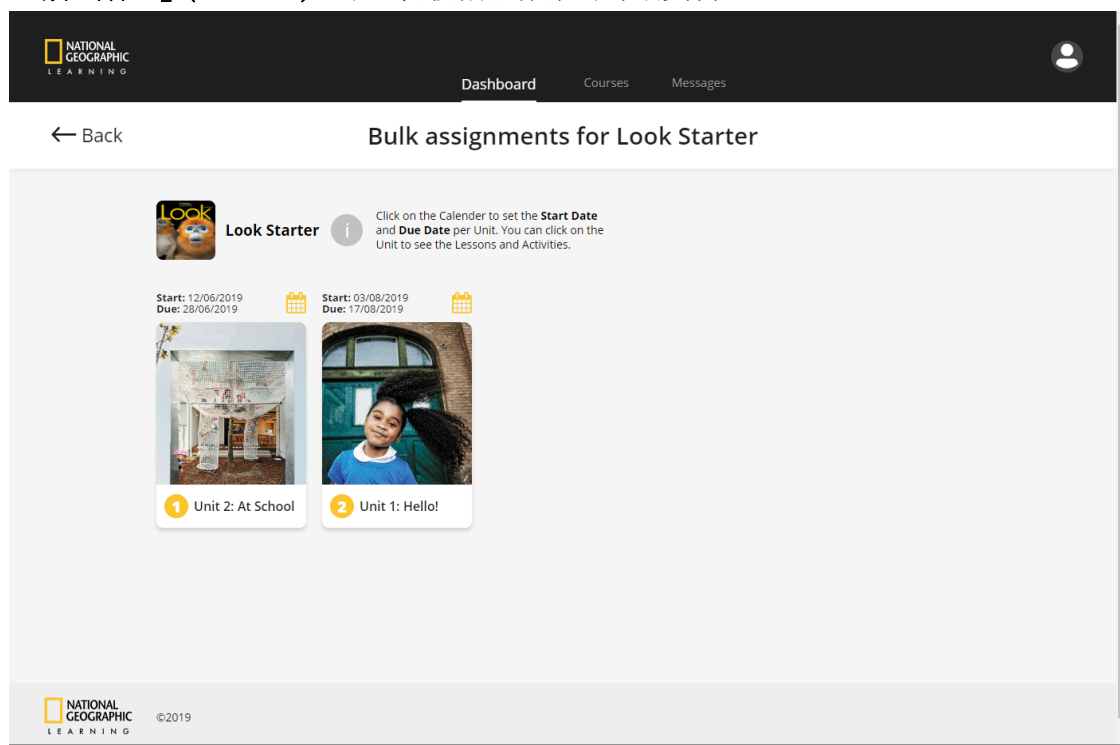 NATIONAL
GEOGRAPHIC
LEARNING
Dashboard
Courses
Messages
Back
Bulk assignments for Look Starter
Look
Look Starter
i
Click on the Calender to set the Start Date
and Due Date per Unit. You can click on the
Unit to see the Lessons and Activities.
Start: 12/06/2019
Due: 28/06/2019
Start: 03/08/2019
Due: 17/08/2019
1 Unit 2: At School
2 Unit 1: Hello!
NATIONAL
GEOGRAPHIC
LEARNING
©2019